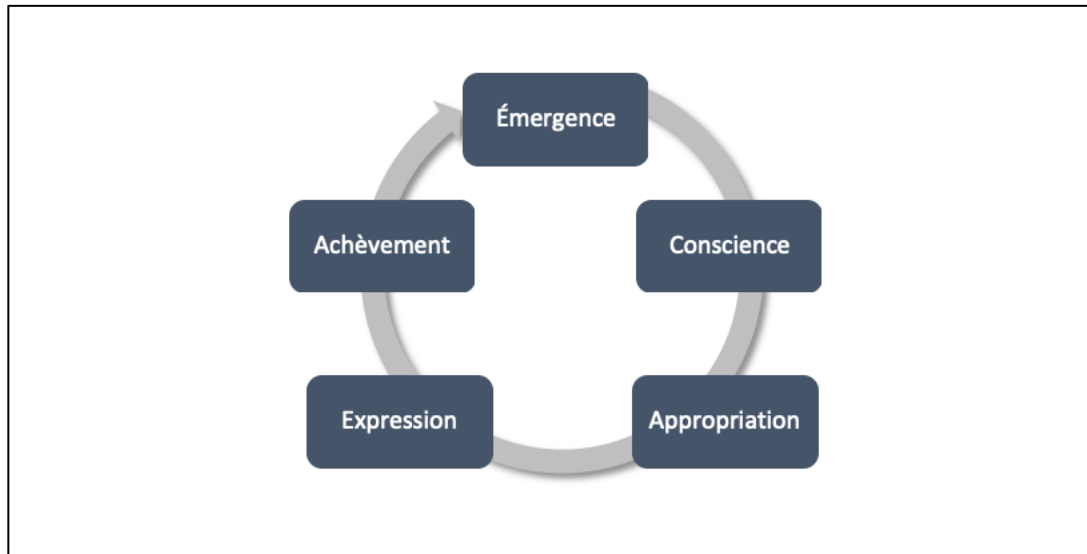 Émergence
Conscience
Appropriation
Expression
Achèvement